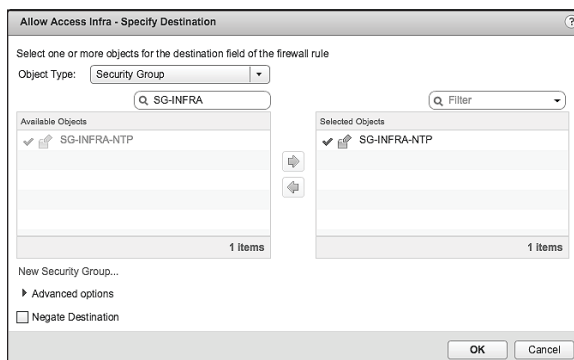 Allow Access Infra - Specify Destination
?
Select one or more objects for the destination field of the firewall rule
Object Type: Security Group
SG-INFRA
Filter
Available Objects
SG-INFRA-NTP
1 items
Selected Objects
SG-INFRA-NTP
1 items
New Security Group...
Advanced options
Negate Destination
OK
Cancel